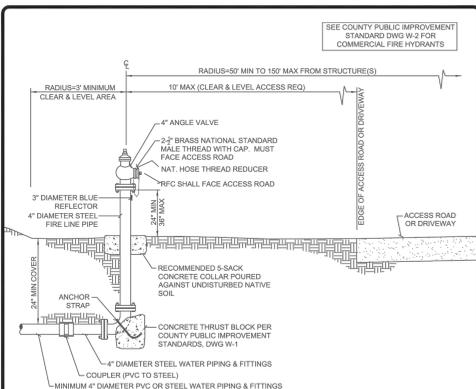 SEE COUNTY PUBLIC IMPROVEMENT
STANDARD DWG W-2 FOR
COMMERCIAL FIRE HYDRANTS
℄
RADIUS=50' MIN TO 150' MAX FROM STRUCTURE(S)
RADIUS=3' MINIMUM
CLEAR & LEVEL AREA
10' MAX (CLEAR & LEVEL ACCESS REQ)
4" ANGLE VALVE
2-½" BRASS NATIONAL STANDARD
MALE THREAD WITH CAP. MUST
FACE ACCESS ROAD
NAT. HOSE THREAD REDUCER
RFC SHALL FACE ACCESS ROAD
3" DIAMETER BLUE
REFLECTOR
4" DIAMETER STEEL
FIRE LINE PIPE
24" MIN
36" MAX
EDGE OF ACCESS ROAD OR DRIVEWAY
ACCESS ROAD
OR DRIVEWAY
24" MIN COVER
RECOMMENDED 5-SACK
CONCRETE COLLAR POURED
AGAINST UNDISTURBED NATIVE
SOIL
ANCHOR
STRAP
CONCRETE THRUST BLOCK PER
COUNTY PUBLIC IMPROVEMENT
STANDARDS, DWG W-1
4" DIAMETER STEEL WATER PIPING & FITTINGS
COUPLER (PVC TO STEEL)
MINIMUM 4" DIAMETER PVC OR STEEL WATER PIPING & FITTINGS